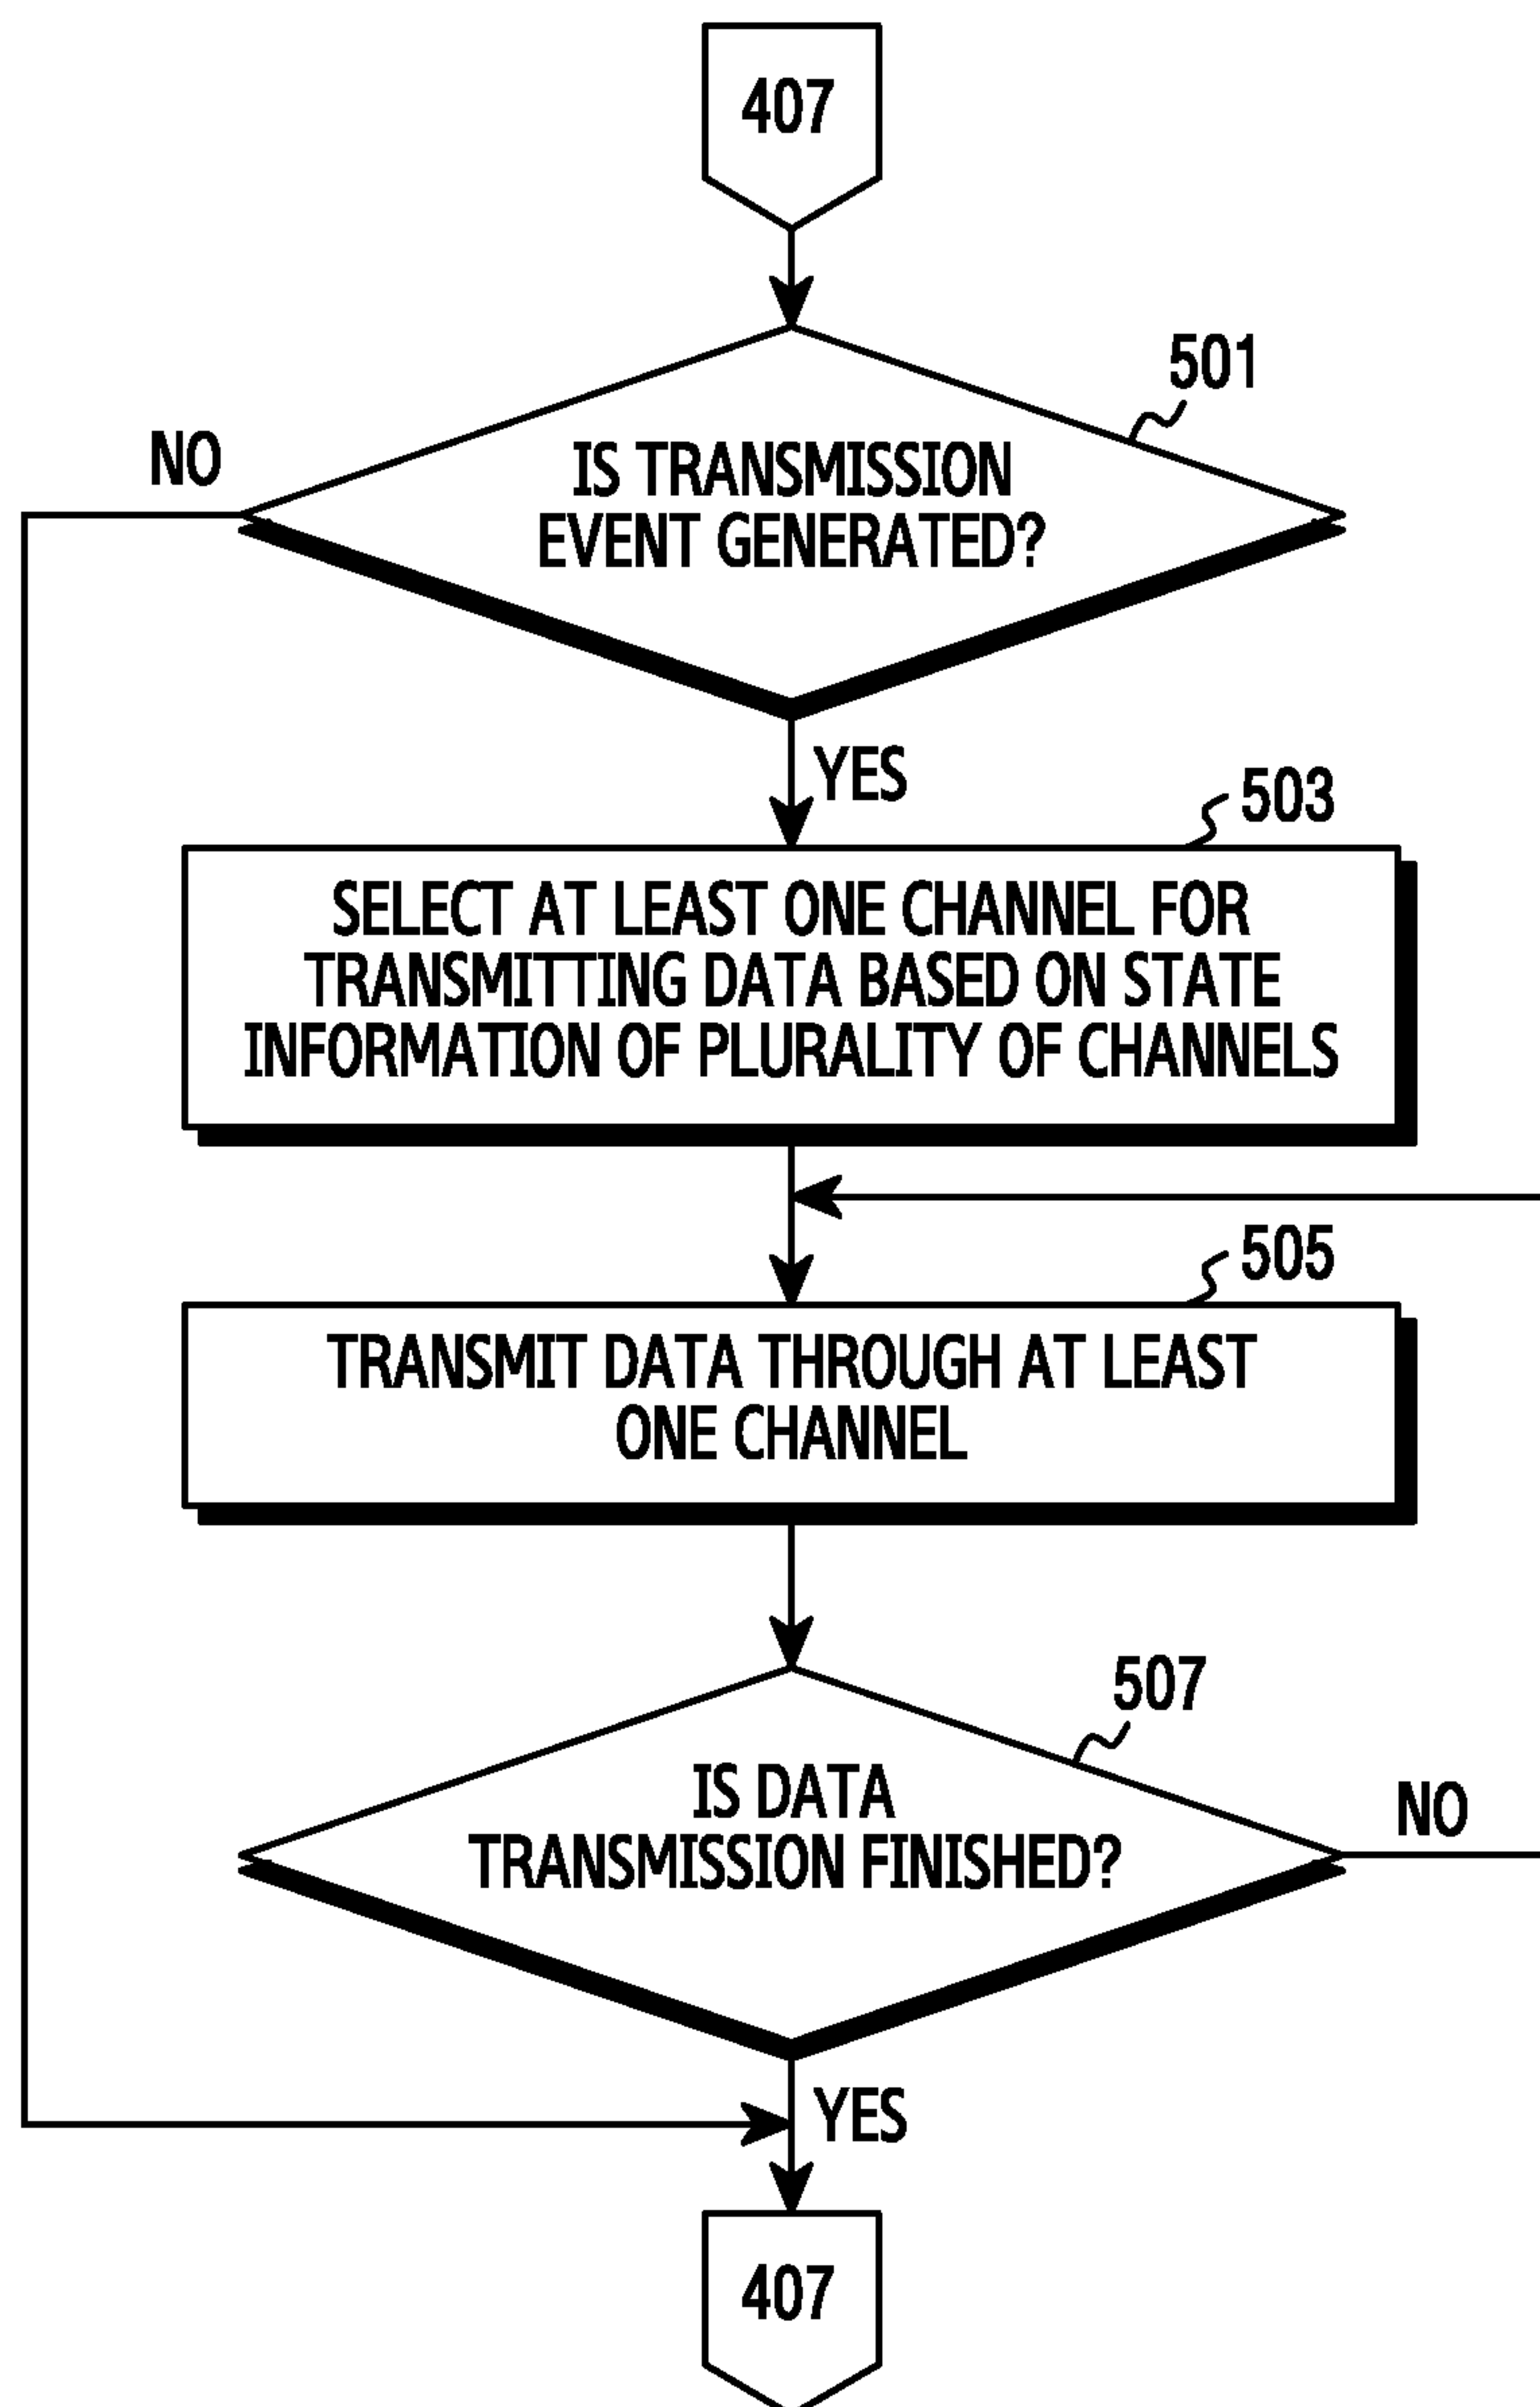 407
501
NO
IS TRANSMISSION
EVENT GENERATED?
YES
503
SELECT AT LEAST ONE CHANNEL FOR
TRANSMITTING DATA BASED ON STATE
INFORMATION OF PLURALITY OF CHANNELS
505
TRANSMIT DATA THROUGH AT LEAST
ONE CHANNEL
507
IS DATA
TRANSMISSION FINISHED?
NO
YES
407